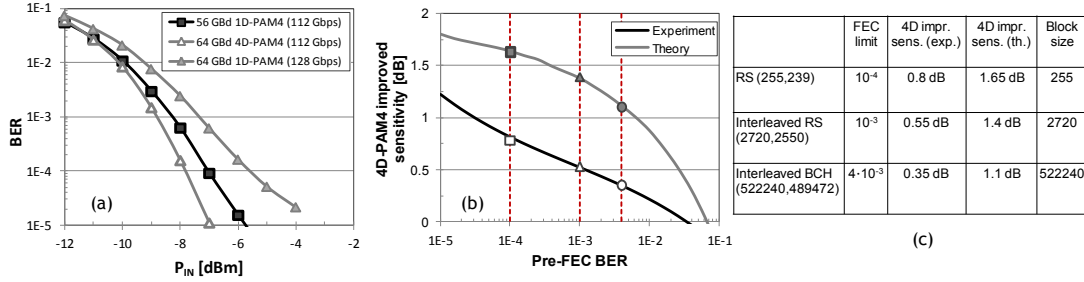 (a)
56 GBd 1D-PAM4 (112 Gbps)
64 GBd 4D-PAM4 (112 Gbps)
64 GBd 1D-PAM4 (128 Gbps)
BER
1E-1
1E-2
1E-3
1E-4
1E-5
-12
-10
-8
-6
-4
-2
P_IN [dBm]
(b)
Experiment
Theory
4D-PAM4 improved
sensitivity [dB]
2
1.5
1
0.5
0
1E-5
1E-4
1E-3
1E-2
1E-1
Pre-FEC BER
FEC limit
4D impr. sens. (exp.)
4D impr. sens. (th.)
Block size
RS (255,239)
10⁻⁴
0.8 dB
1.65 dB
255
Interleaved RS
(2720,2550)
10⁻³
0.55 dB
1.4 dB
2720
Interleaved BCH
(522240,489472)
4·10⁻³
0.35 dB
1.1 dB
522240
(c)